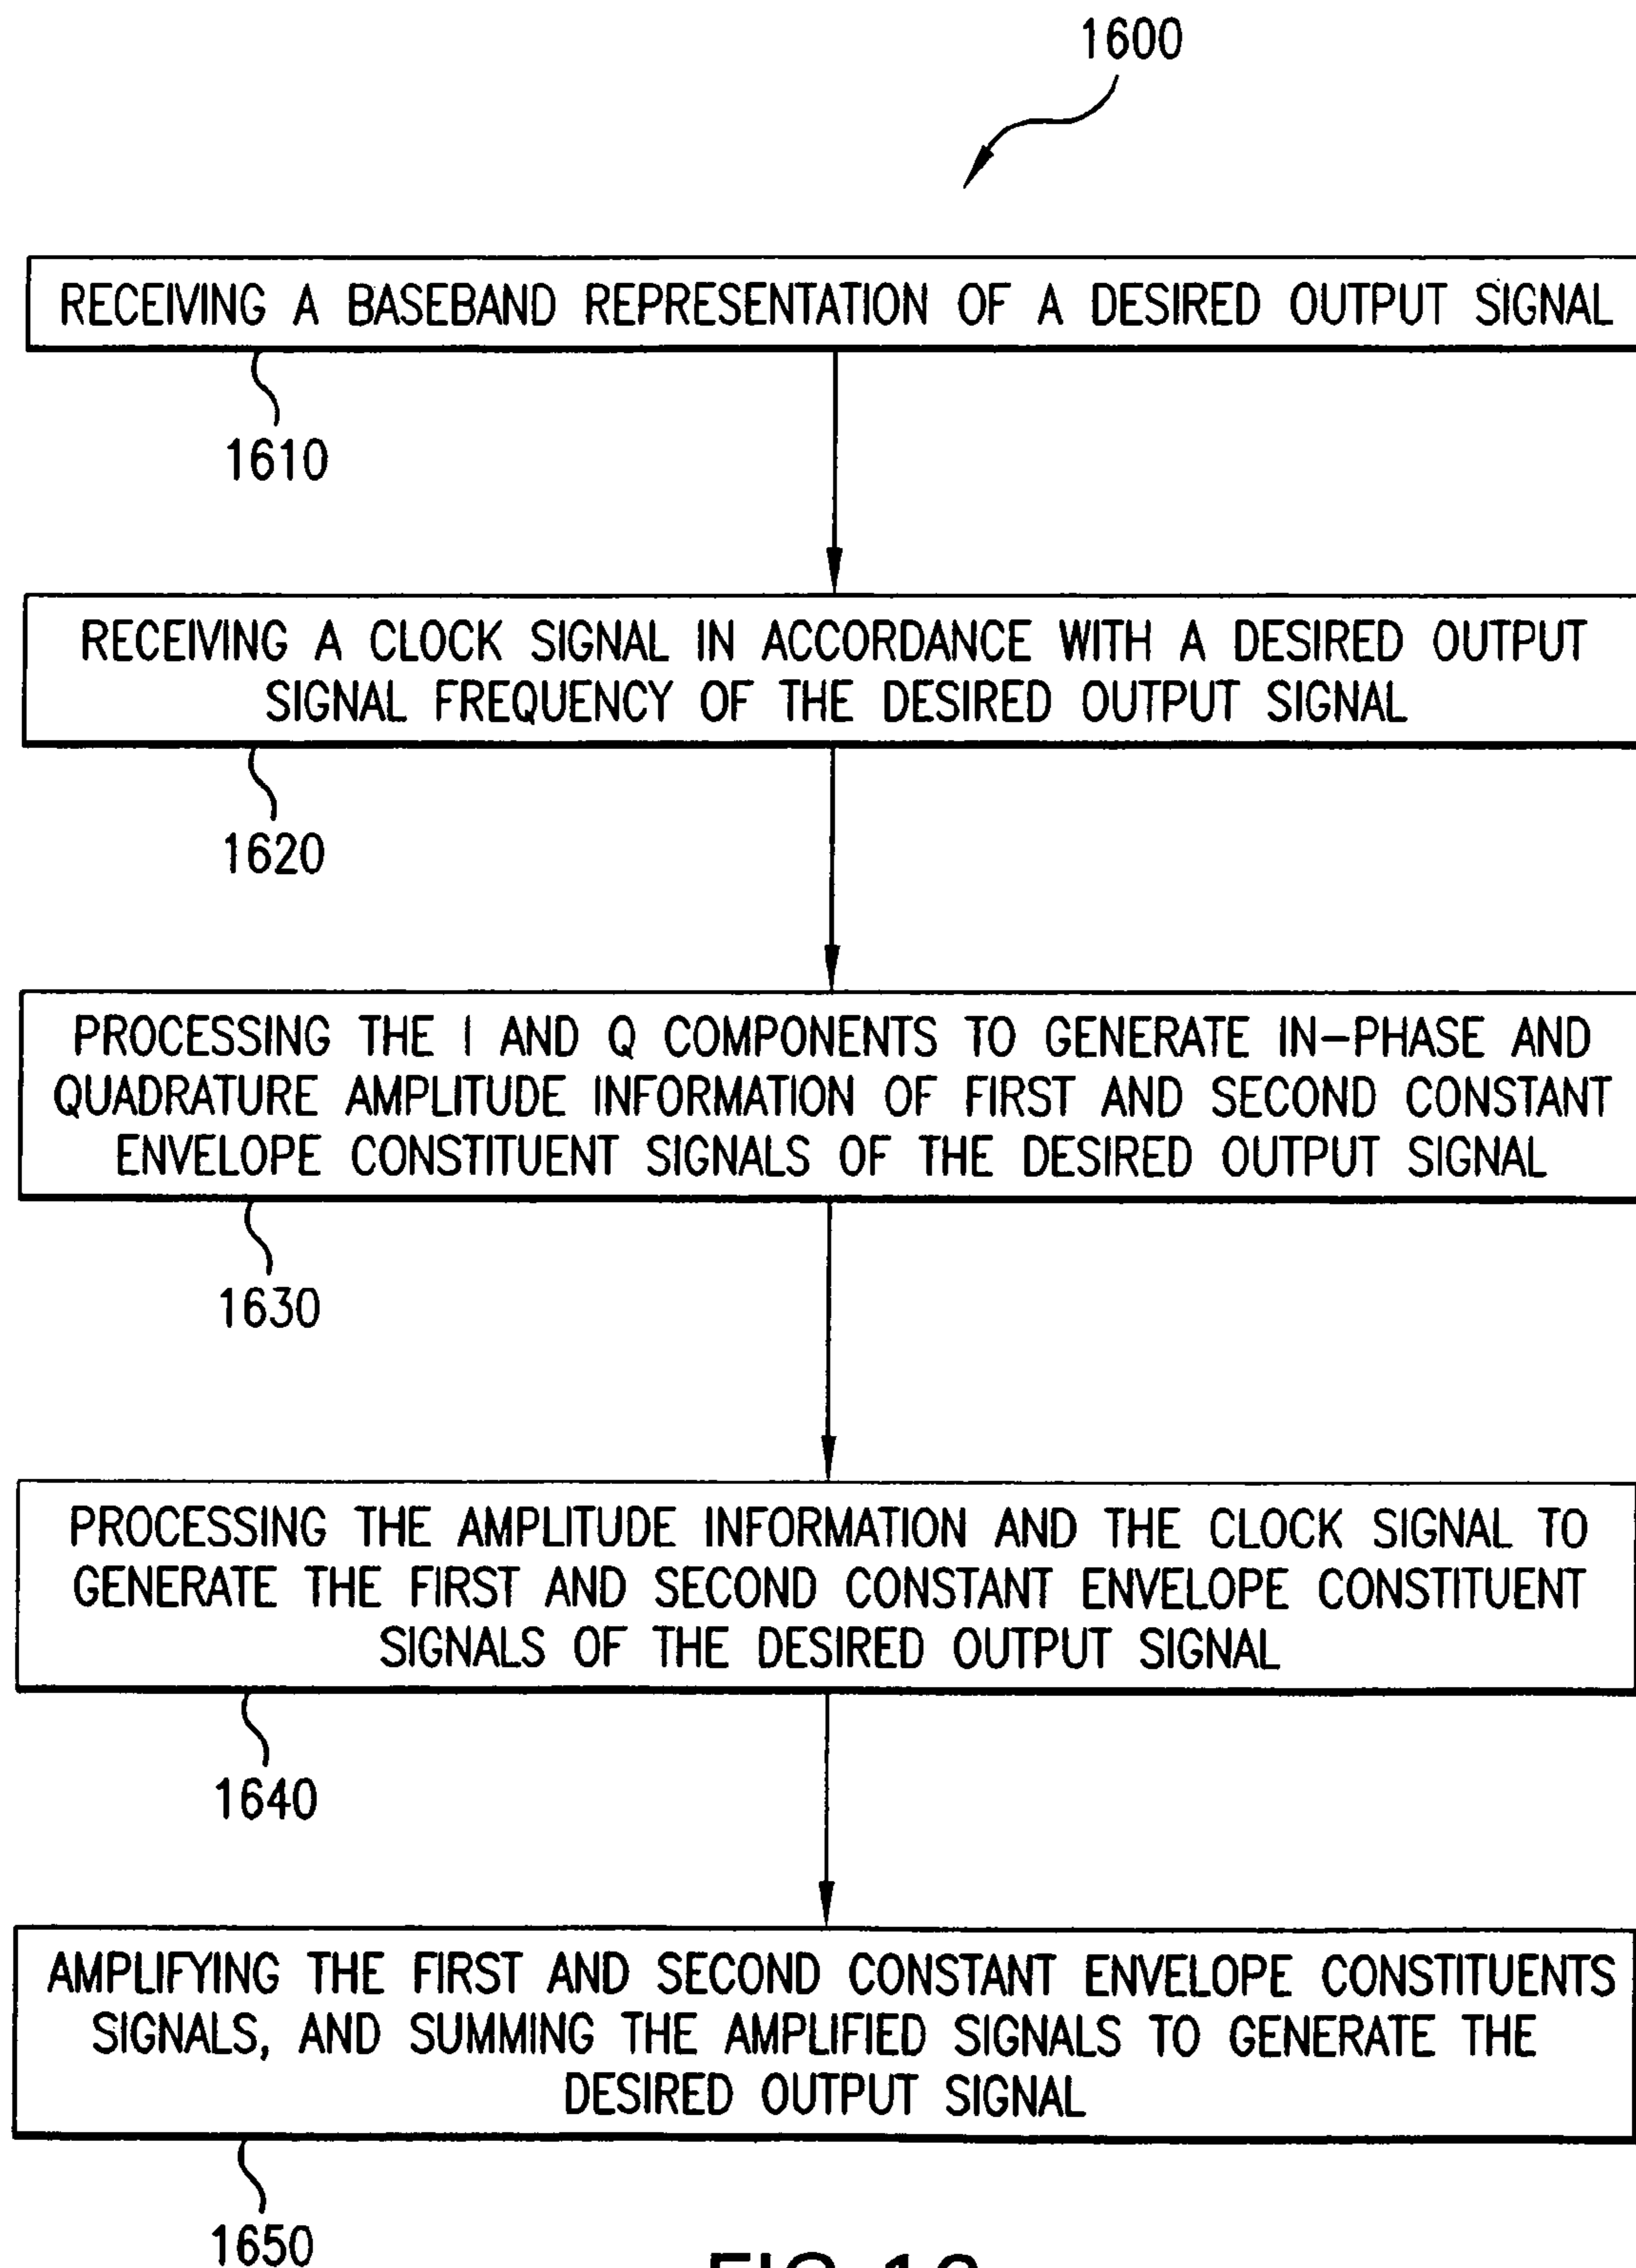 1600
RECEIVING A BASEBAND REPRESENTATION OF A DESIRED OUTPUT SIGNAL
1610
RECEIVING A CLOCK SIGNAL IN ACCORDANCE WITH A DESIRED OUTPUT
SIGNAL FREQUENCY OF THE DESIRED OUTPUT SIGNAL
1620
PROCESSING THE I AND Q COMPONENTS TO GENERATE IN-PHASE AND
QUADRATURE AMPLITUDE INFORMATION OF FIRST AND SECOND CONSTANT
ENVELOPE CONSTITUENT SIGNALS OF THE DESIRED OUTPUT SIGNAL
1630
PROCESSING THE AMPLITUDE INFORMATION AND THE CLOCK SIGNAL TO
GENERATE THE FIRST AND SECOND CONSTANT ENVELOPE CONSTITUENT
SIGNALS OF THE DESIRED OUTPUT SIGNAL
1640
AMPLIFYING THE FIRST AND SECOND CONSTANT ENVELOPE CONSTITUENTS
SIGNALS, AND SUMMING THE AMPLIFIED SIGNALS TO GENERATE THE
DESIRED OUTPUT SIGNAL
1650